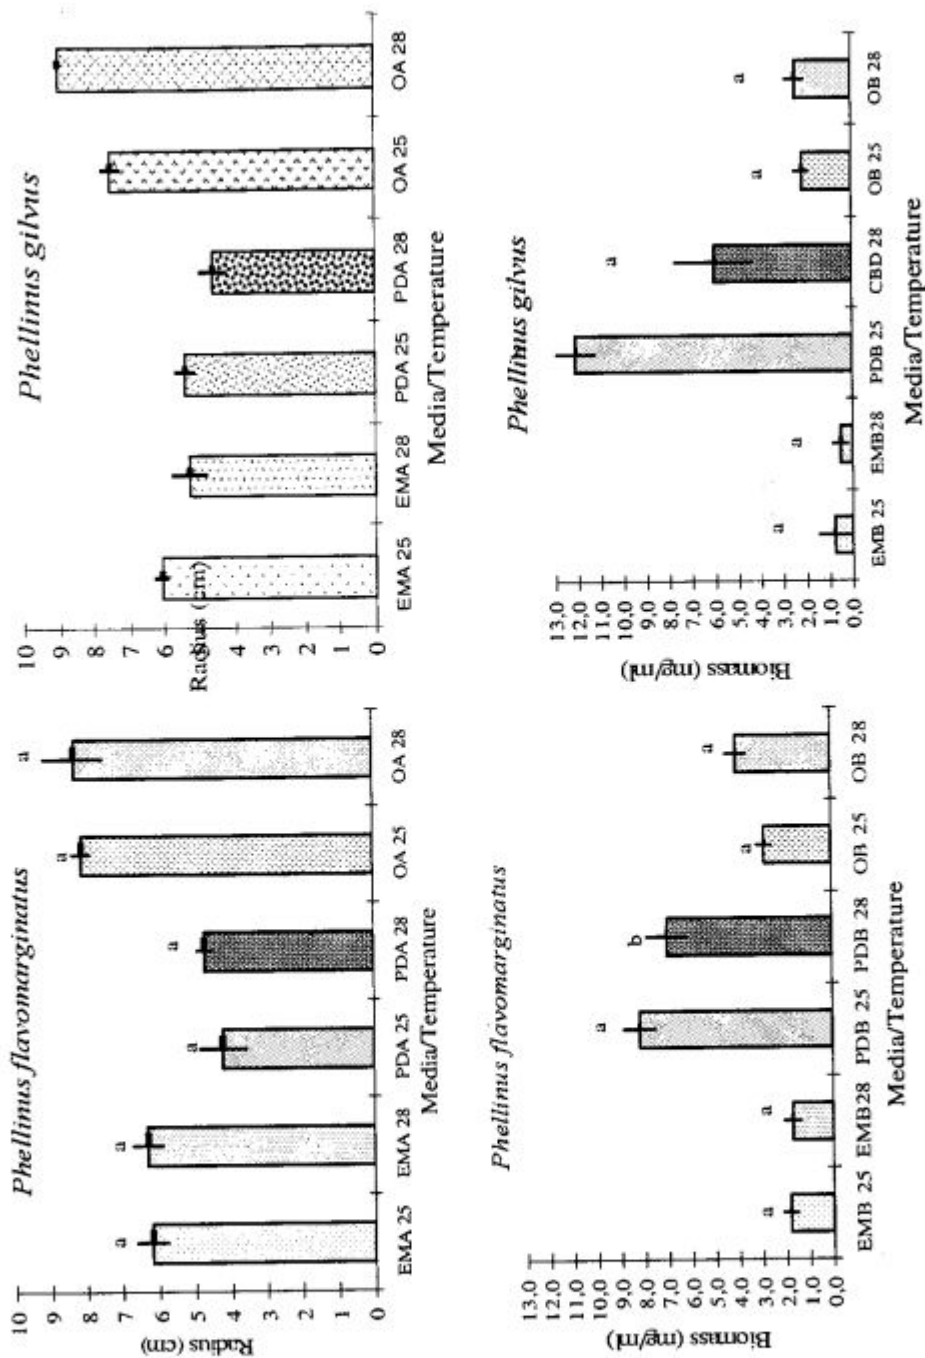 Phellinus flavomarginatus
Radius (cm)
10
9
8
7
6
5
4
3
2
1
0
a
a
a
a
a
a
EMA 25
EMA 28
PDA 25
PDA 28
OA 25
OA 28
Media/Temperature
Phellimus gilvus
Radius (cm)
10
9
8
7
6
5
4
3
2
1
0
EMA 25
EMA 28
PDA 25
PDA 28
OA 25
OA 28
Media/Temperature
Phellinus flavomarginatus
Biomass (mg/ml)
13,0
12,0
11,0
10,0
9,0
8,0
7,0
6,0
5,0
4,0
3,0
2,0
1,0
0,0
a
a
a
b
a
a
EMB 25
EMB28
PDB 25
PDB 28
OB 25
OB 28
Media/Temperature
Phellinus gilvus
Biomass (mg/ml)
13,0
12,0
11,0
10,0
9,0
8,0
7,0
6,0
5,0
4,0
3,0
2,0
1,0
0,0
a
a
a
a
a
EMB 25
EMB28
PDB 25
CBD 28
OB 25
OB 28
Media/Temperature